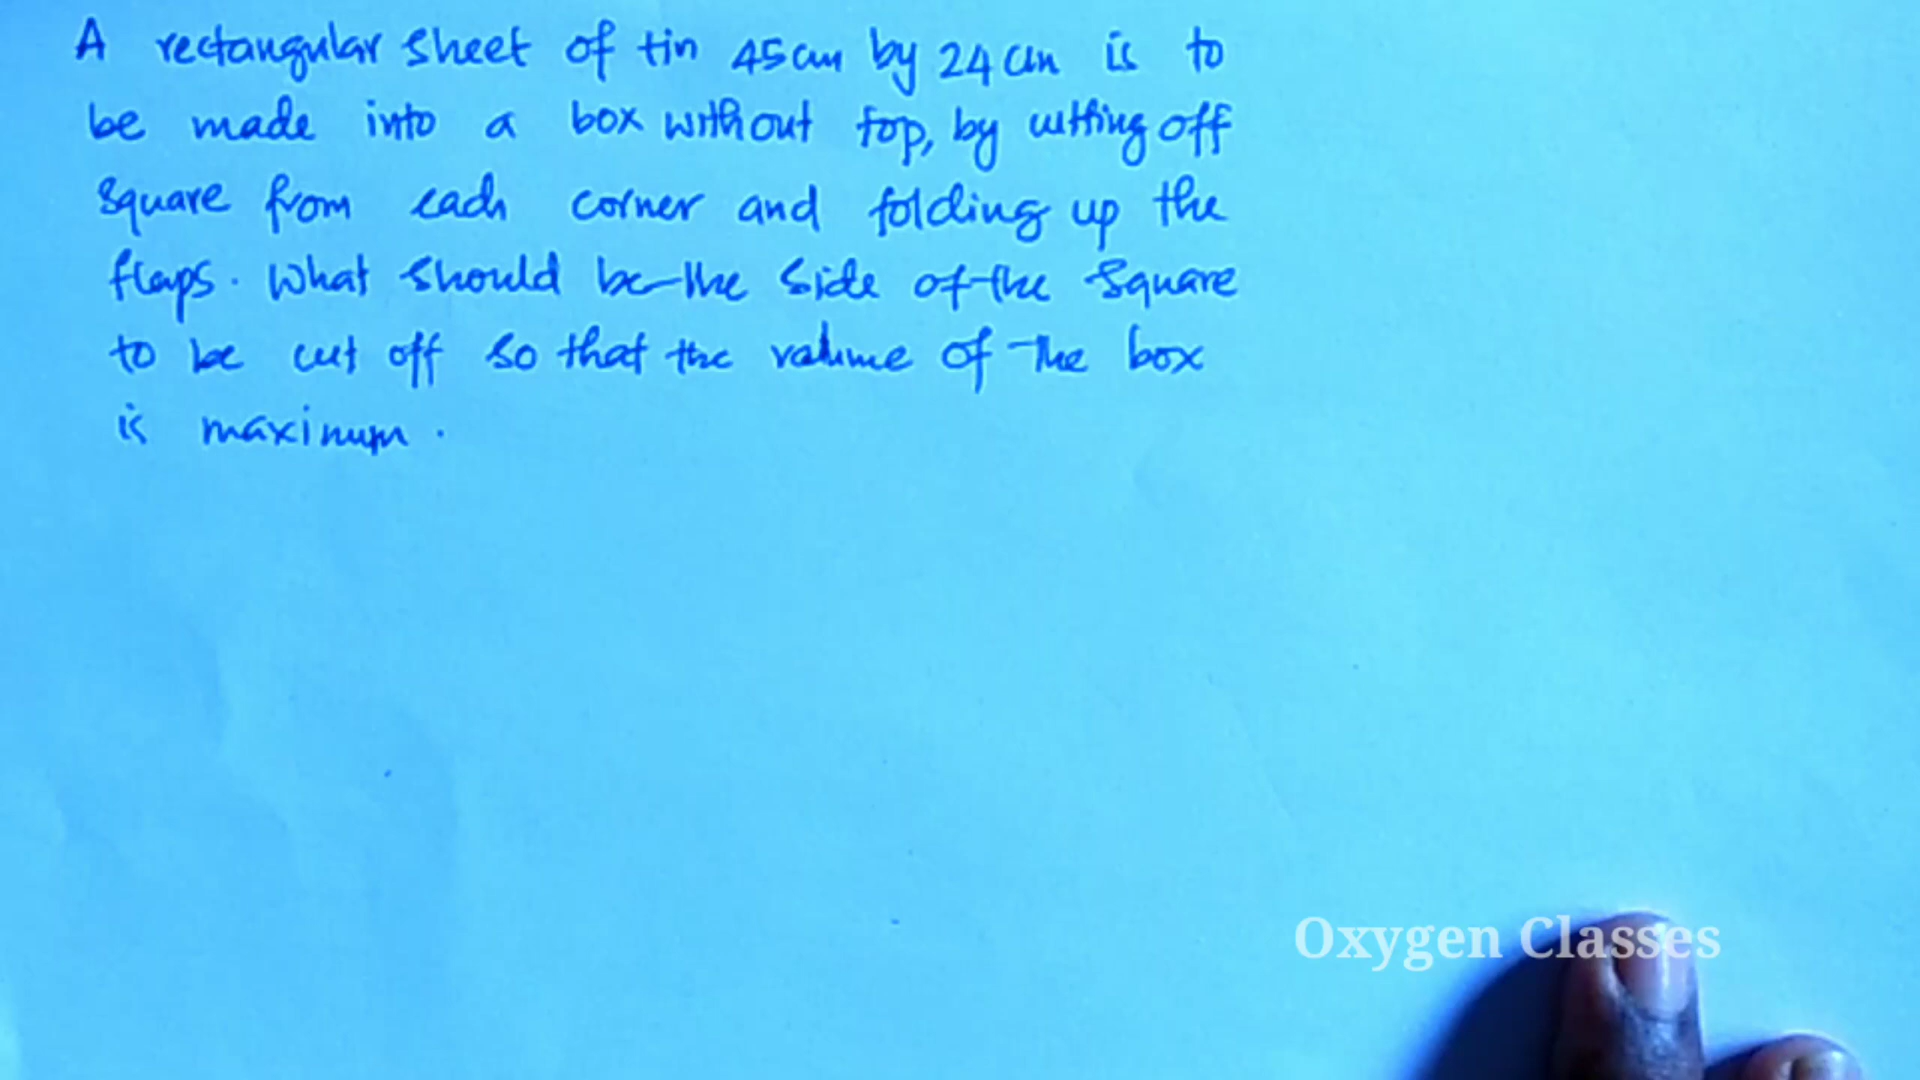 A rectangular sheet of tin 45cm by 24cm is to
be made into a box without top, by cutting off
square from each corner and folding up the
flaps. What should be the side of the square
to be cut off so that the volume of the box
is maximum.
Oxygen Classes